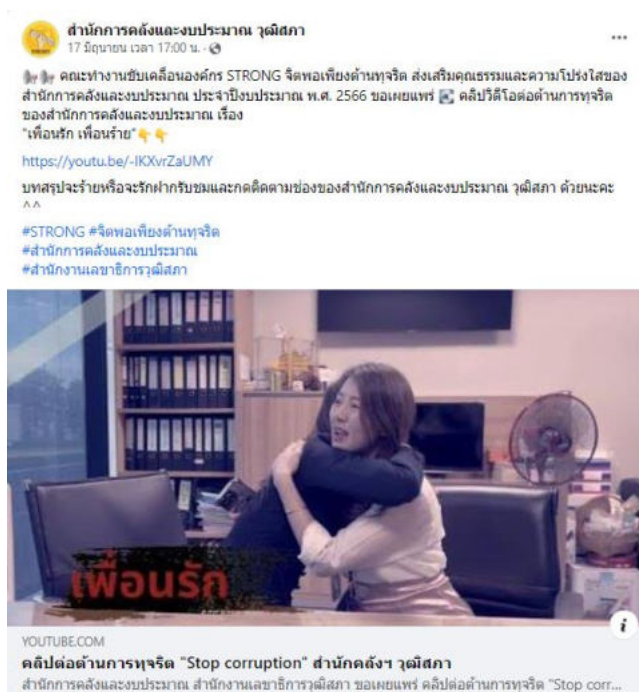 สำนักการคลังและงบประมาณ วุฒิสภา
17 มิถุนายน เวลา 17:00 น. ·
คณะทำงานขับเคลื่อนองค์กร STRONG จิตพอเพียงต้านทุจริต ส่งเสริมคุณธรรมและความโปร่งใสของ
สำนักการคลังและงบประมาณ ประจำปีงบประมาณ พ.ศ. 2566 ขอเผยแพร่ คลิปวีดีโอต่อต้านการทุจริต
ของสำนักการคลังและงบประมาณ เรื่อง
"เพื่อนรัก เพื่อนร้าย"
https://youtu.be/-IKXvrZaUMY
บทสรุปจะร้ายหรือจะรักฝากรับชมและกดติดตามช่องของสำนักการคลังและงบประมาณ วุฒิสภา ด้วยนะคะ
^^
#STRONG #จิตพอเพียงต้านทุจริต
#สำนักการคลังและงบประมาณ
#สำนักงานเลขาธิการวุฒิสภา
เพื่อนรัก
YOUTUBE.COM
คลิปต่อต้านการทุจริต "Stop corruption" สำนักคลังฯ วุฒิสภา
สำนักการคลังและงบประมาณ สำนักงานเลขาธิการวุฒิสภา ขอเผยแพร่ คลิปต่อต้านการทุจริต "Stop corr...